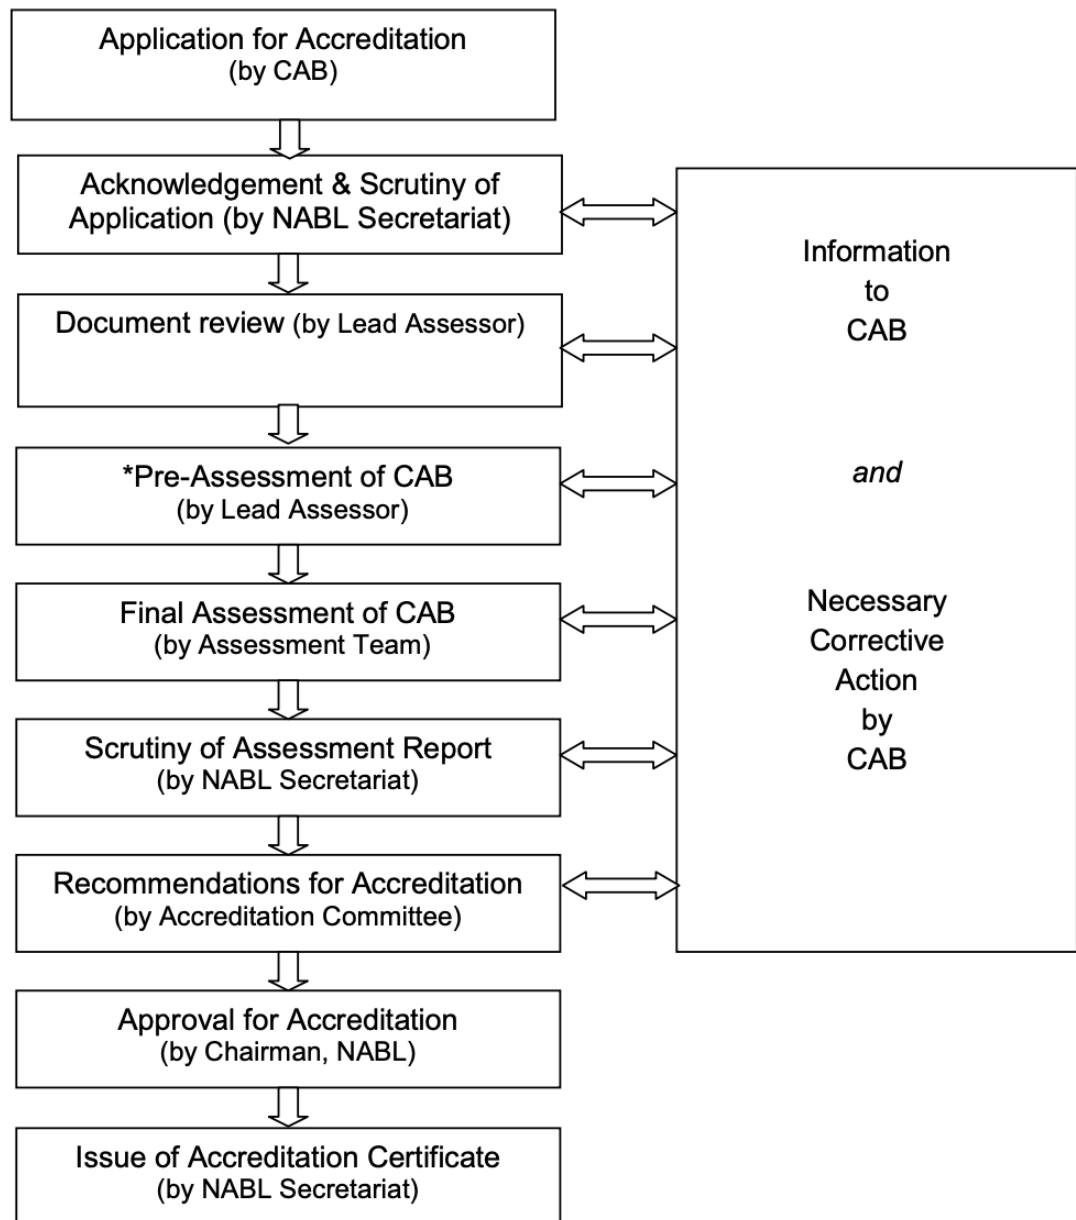 Application for Accreditation
(by CAB)
Acknowledgement & Scrutiny of
Application (by NABL Secretariat)
Document review (by Lead Assessor)
*Pre-Assessment of CAB
(by Lead Assessor)
Final Assessment of CAB
(by Assessment Team)
Scrutiny of Assessment Report
(by NABL Secretariat)
Recommendations for Accreditation
(by Accreditation Committee)
Approval for Accreditation
(by Chairman, NABL)
Issue of Accreditation Certificate
(by NABL Secretariat)
Information
to
CAB
and
Necessary
Corrective
Action
by
CAB